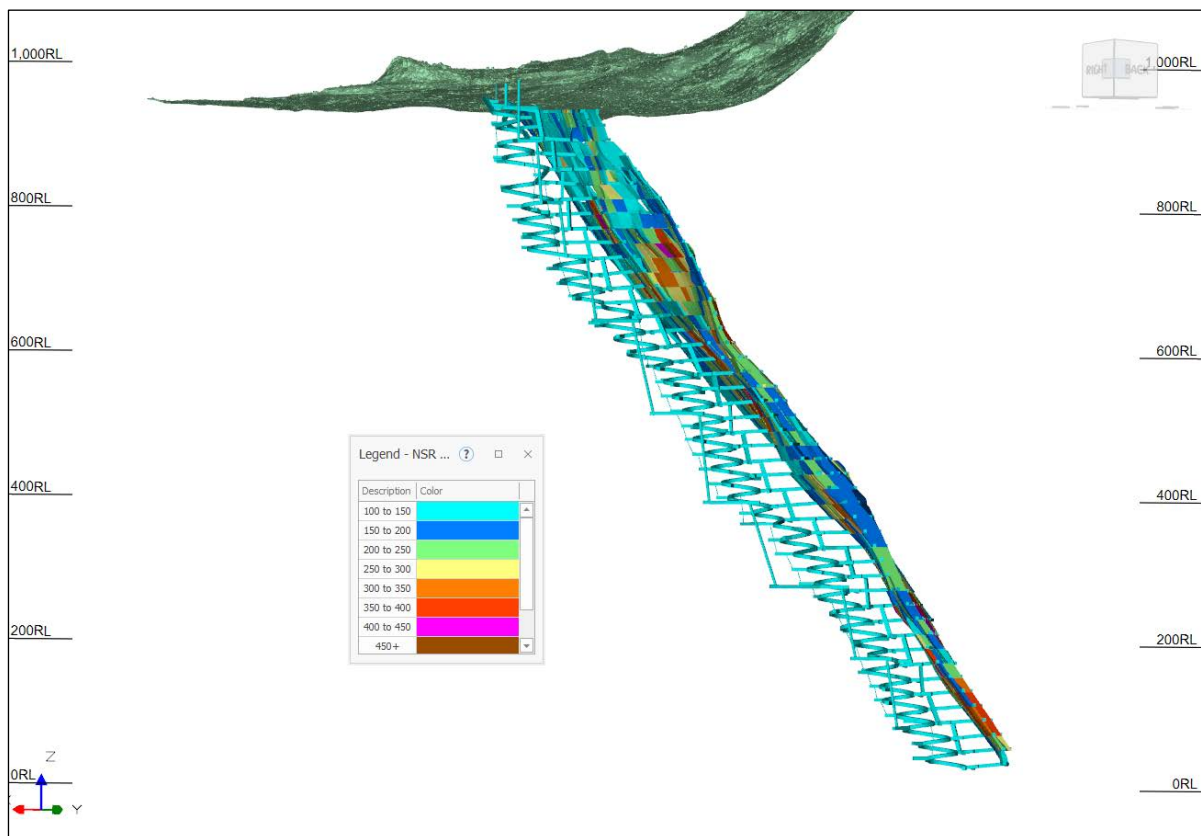 1,000RL
1,000RL
RIGHT
BACK
800RL
800RL
600RL
600RL
Legend - NSR ... ?
Description Color
100 to 150
150 to 200
200 to 250
250 to 300
300 to 350
350 to 400
400 to 450
450+
400RL
400RL
200RL
200RL
Z
Y
0RL
0RL